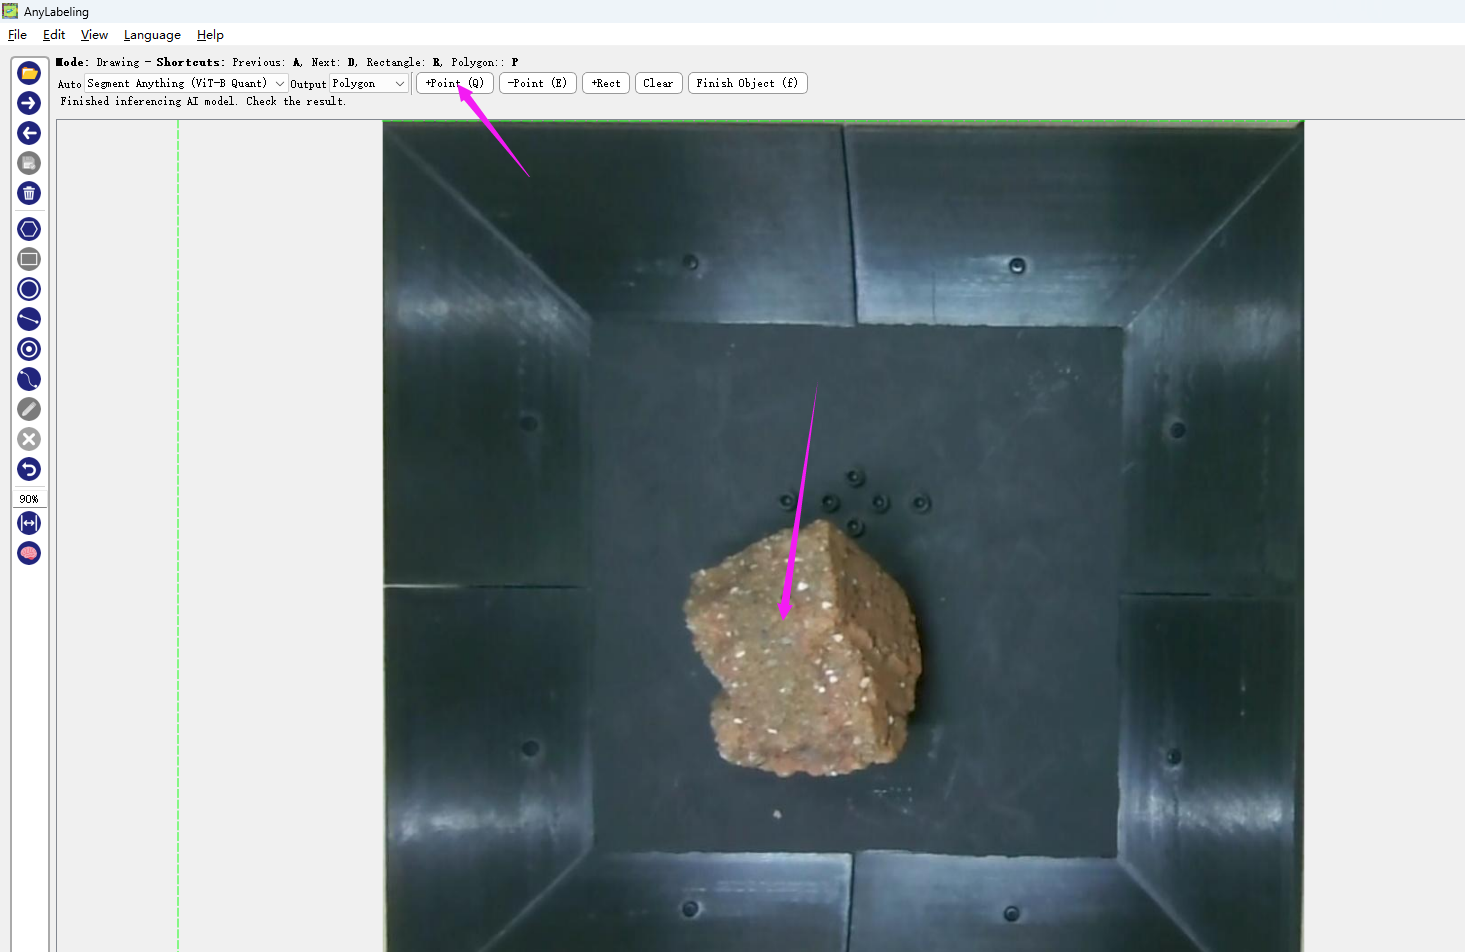 AnyLabeling
File Edit View Language Help
Mode: Drawing - Shortcuts: Previous: A, Next: D, Rectangle: R, Polygon:: P
Auto Segment Anything (ViT-B Quant) Output Polygon +Point (Q) -Point (E) +Rect Clear Finish Object (f)
Finished inferencing AI model. Check the result.
90%